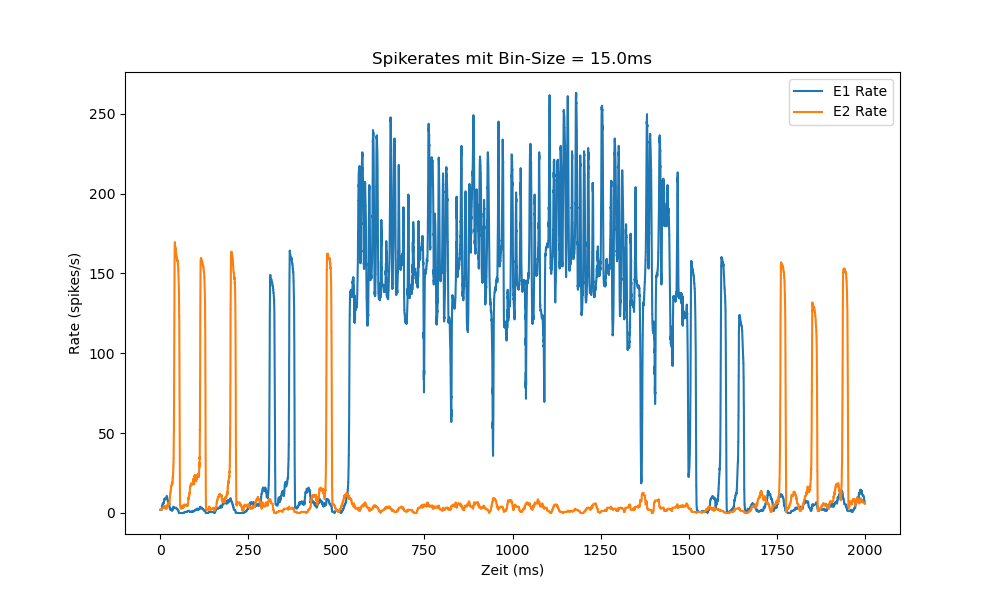 Spikerates mit Bin-Size = 15.0ms
E1 Rate
E2 Rate
Rate (spikes/s)
250
200
150
100
50
0
0 250 500 750 1000 1250 1500 1750 2000
Zeit (ms)